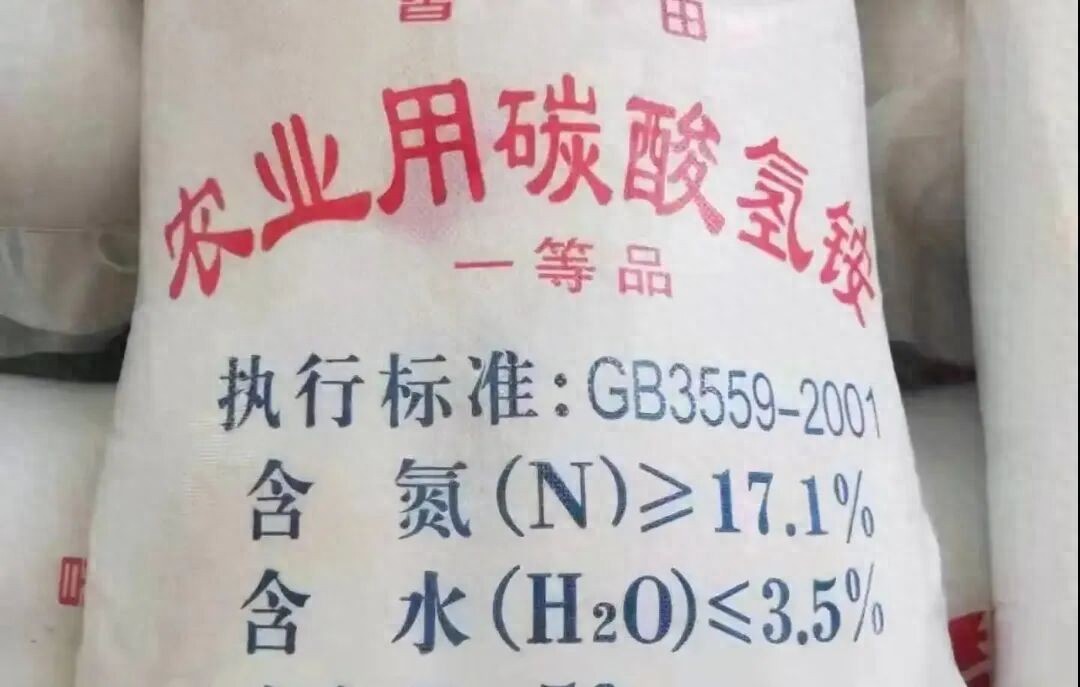 农业用碳酸氢铵
一等品
执行标准:GB3559-2001
含 氮(N)≥17.1%
含 水(H₂O)≤3.5%